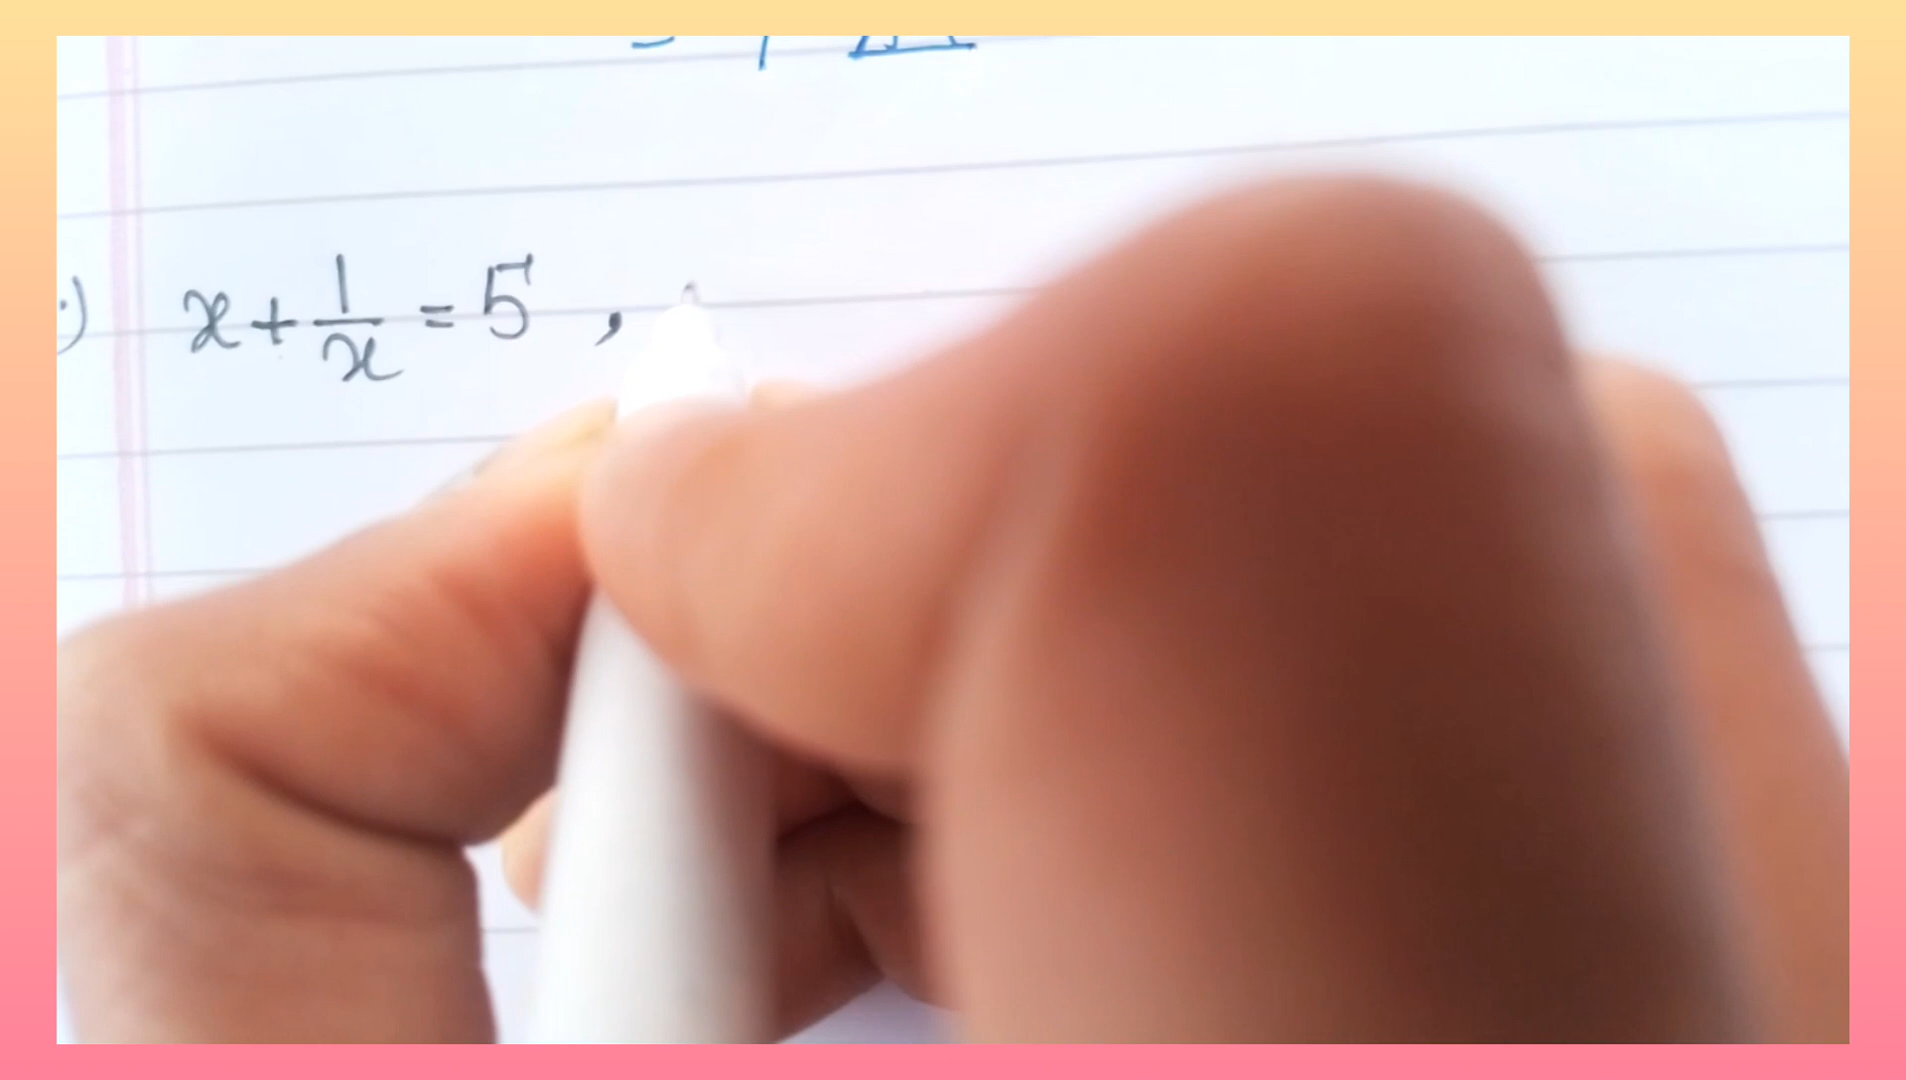 x + 1/x = 5 ,